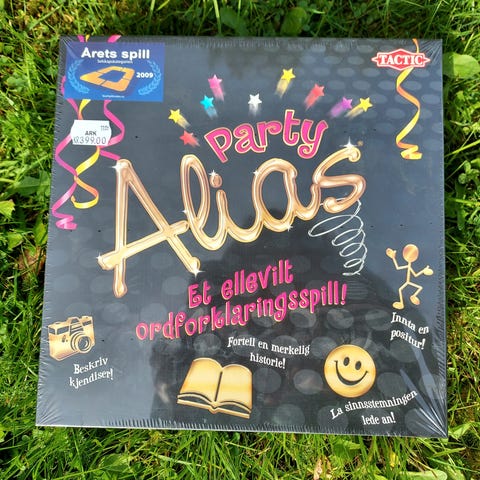 Årets spill
2009
TACTIC
ARK
399,00
Party
Alias
Et ellevilt
ordforklaringsspill!
Beskriv
kjendiser!
Fortell en merkelig
historie!
Innta en
positur!
La sinnsstemningen
lede an!